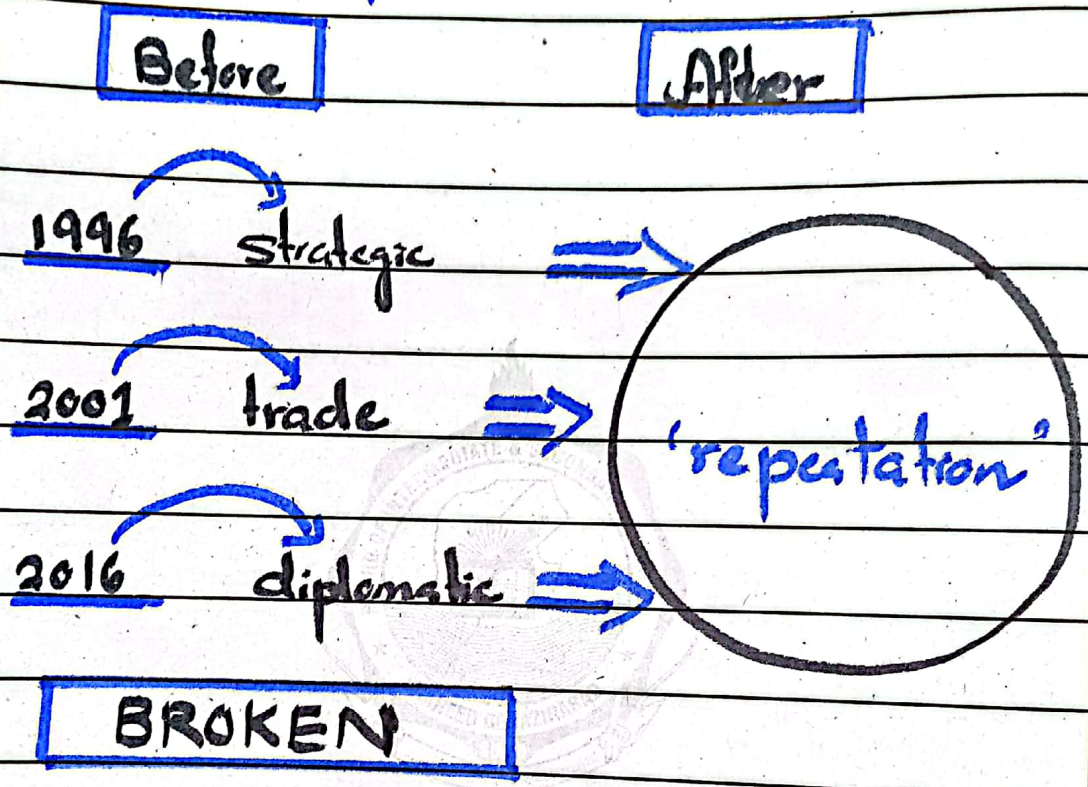 Before After
1996 strategic
2001 trade
'repeatation'
2016 diplomatic
BROKEN